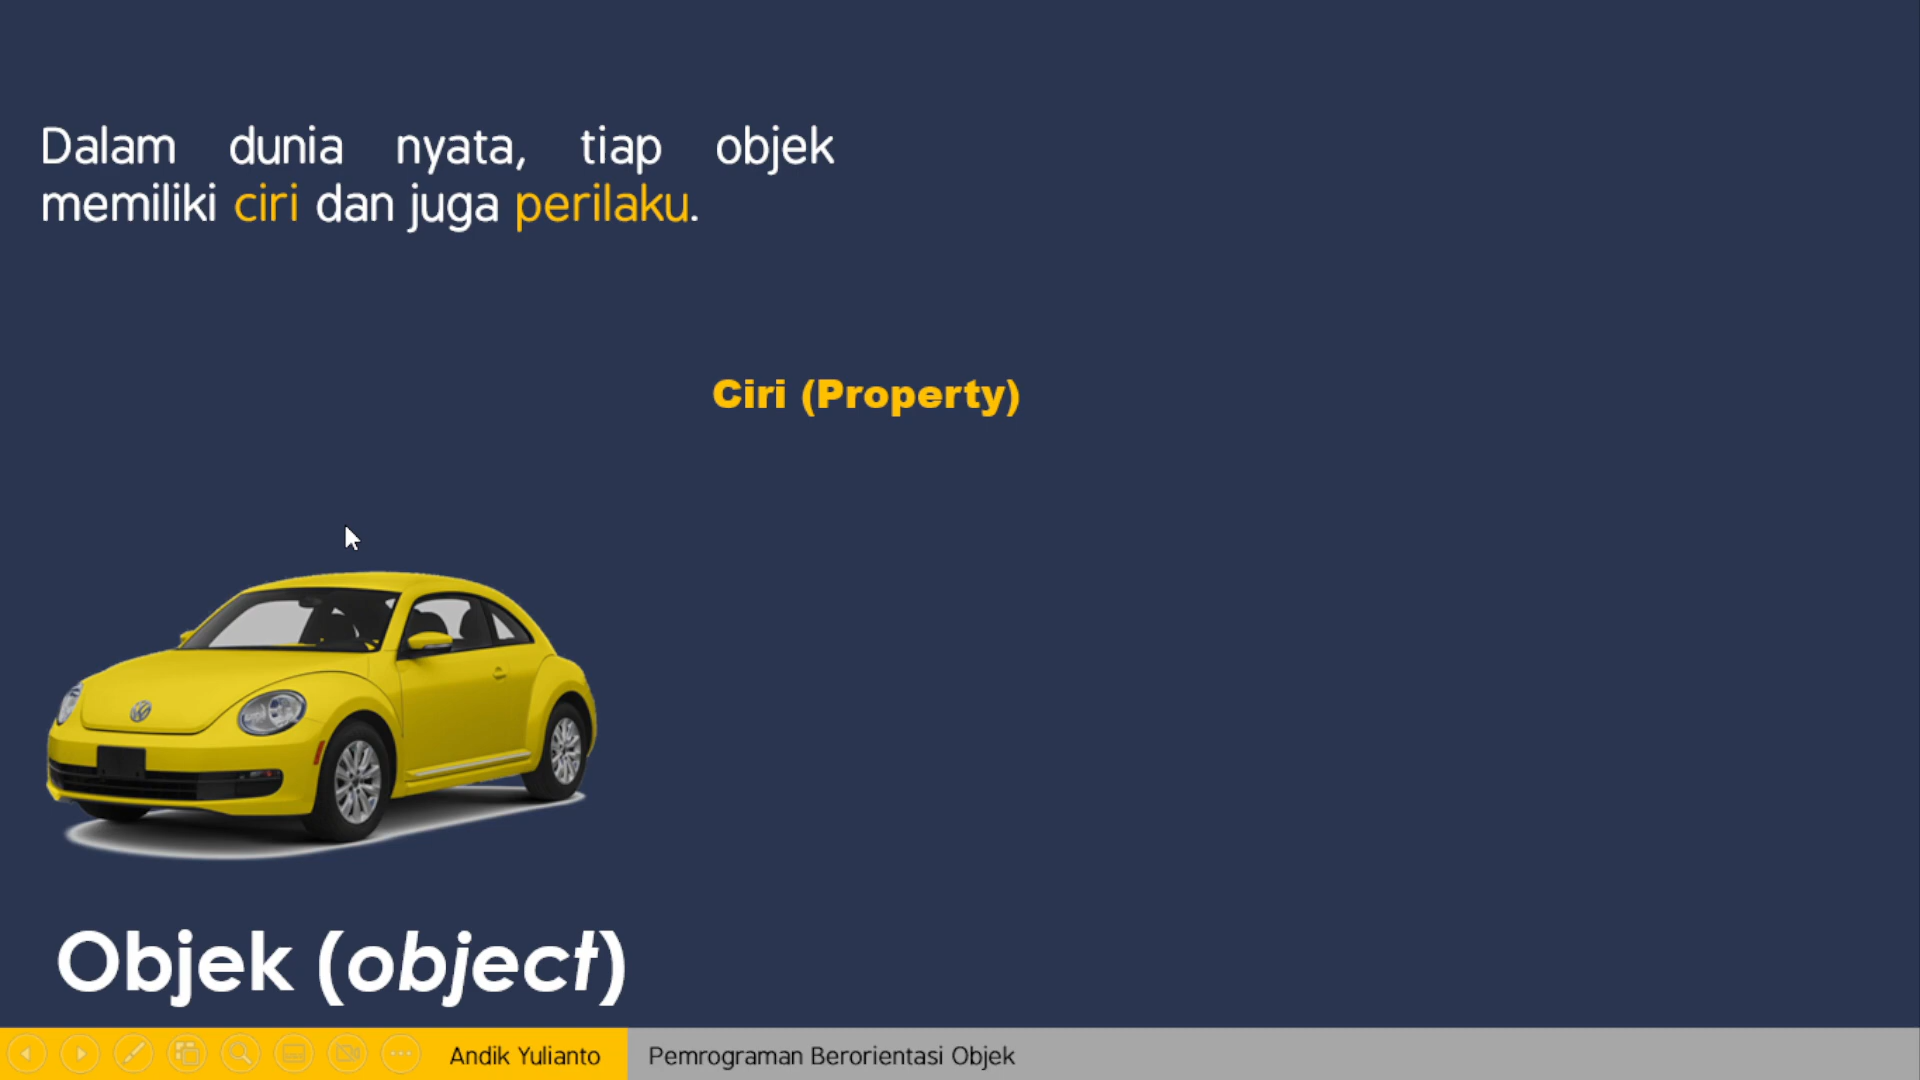 Dalam dunia nyata, tiap objek
memiliki ciri dan juga perilaku.
Ciri (Property)
Objek (object)
Andik Yulianto
Pemrograman Berorientasi Objek